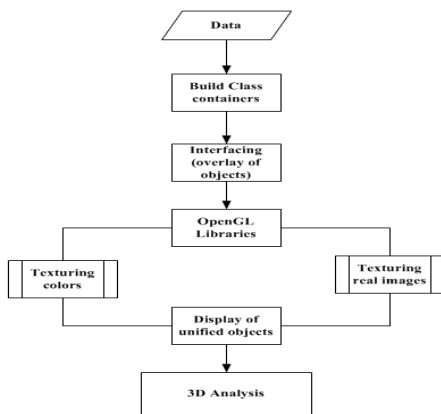 Data
Build Class
containers
Interfacing
(overlay of
objects)
OpenGL
Libraries
Texturing
colors
Texturing
real images
Display of
unified objects
3D Analysis